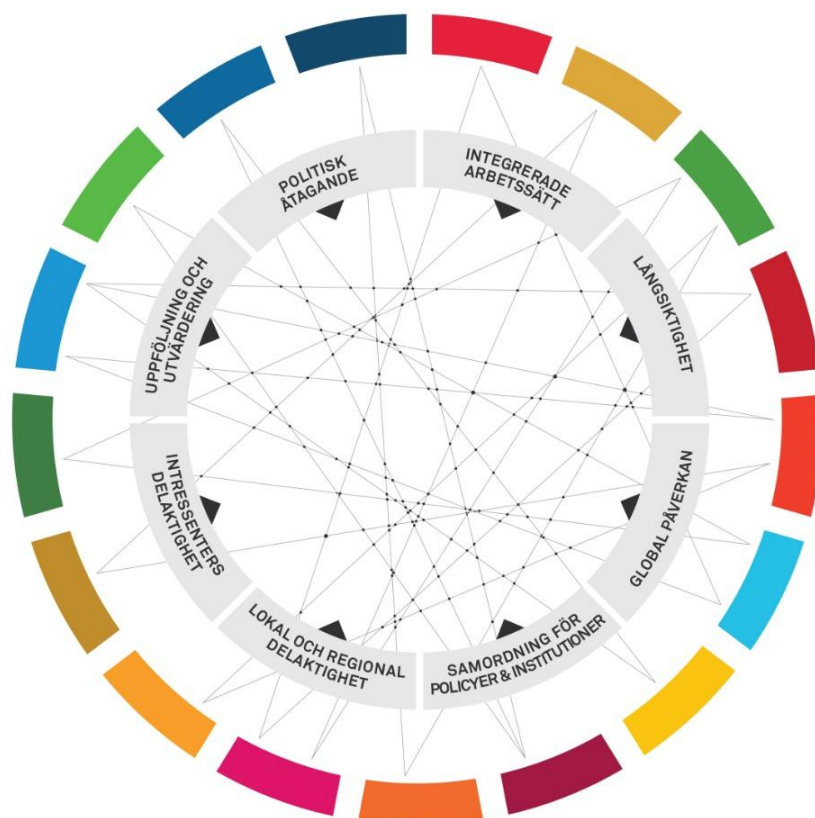 POLITISK
ÅTAGANDE
INTEGRERADE
ARBETSSÄTT
LÅNGSIKTIGHET
GLOBAL PÅVERKAN
SAMORDNING FÖR
POLICYER & INSTITUTIONER
LOKAL OCH REGIONAL
DELAKTIGHET
INTRESSENTERS
DELAKTIGHET
UPPFÖLJNING OCH
UTVÄRDERING